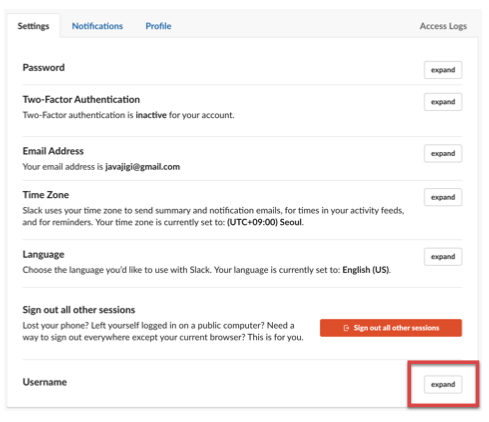 Settings Notifications Profile Access Logs
Password expand
Two-Factor Authentication expand
Two-Factor authentication is inactive for your account.
Email Address expand
Your email address is javajigi@gmail.com
Time Zone expand
Slack uses your time zone to send summary and notification emails, for times in your activity feeds,
and for reminders. Your time zone is currently set to: (UTC+09:00) Seoul.
Language expand
Choose the language you'd like to use with Slack. Your language is currently set to: English (US).
Sign out all other sessions
Lost your phone? Left yourself logged in on a public computer? Need a
way to sign out everywhere except your current browser? This is for you.
Sign out all other sessions
Username expand